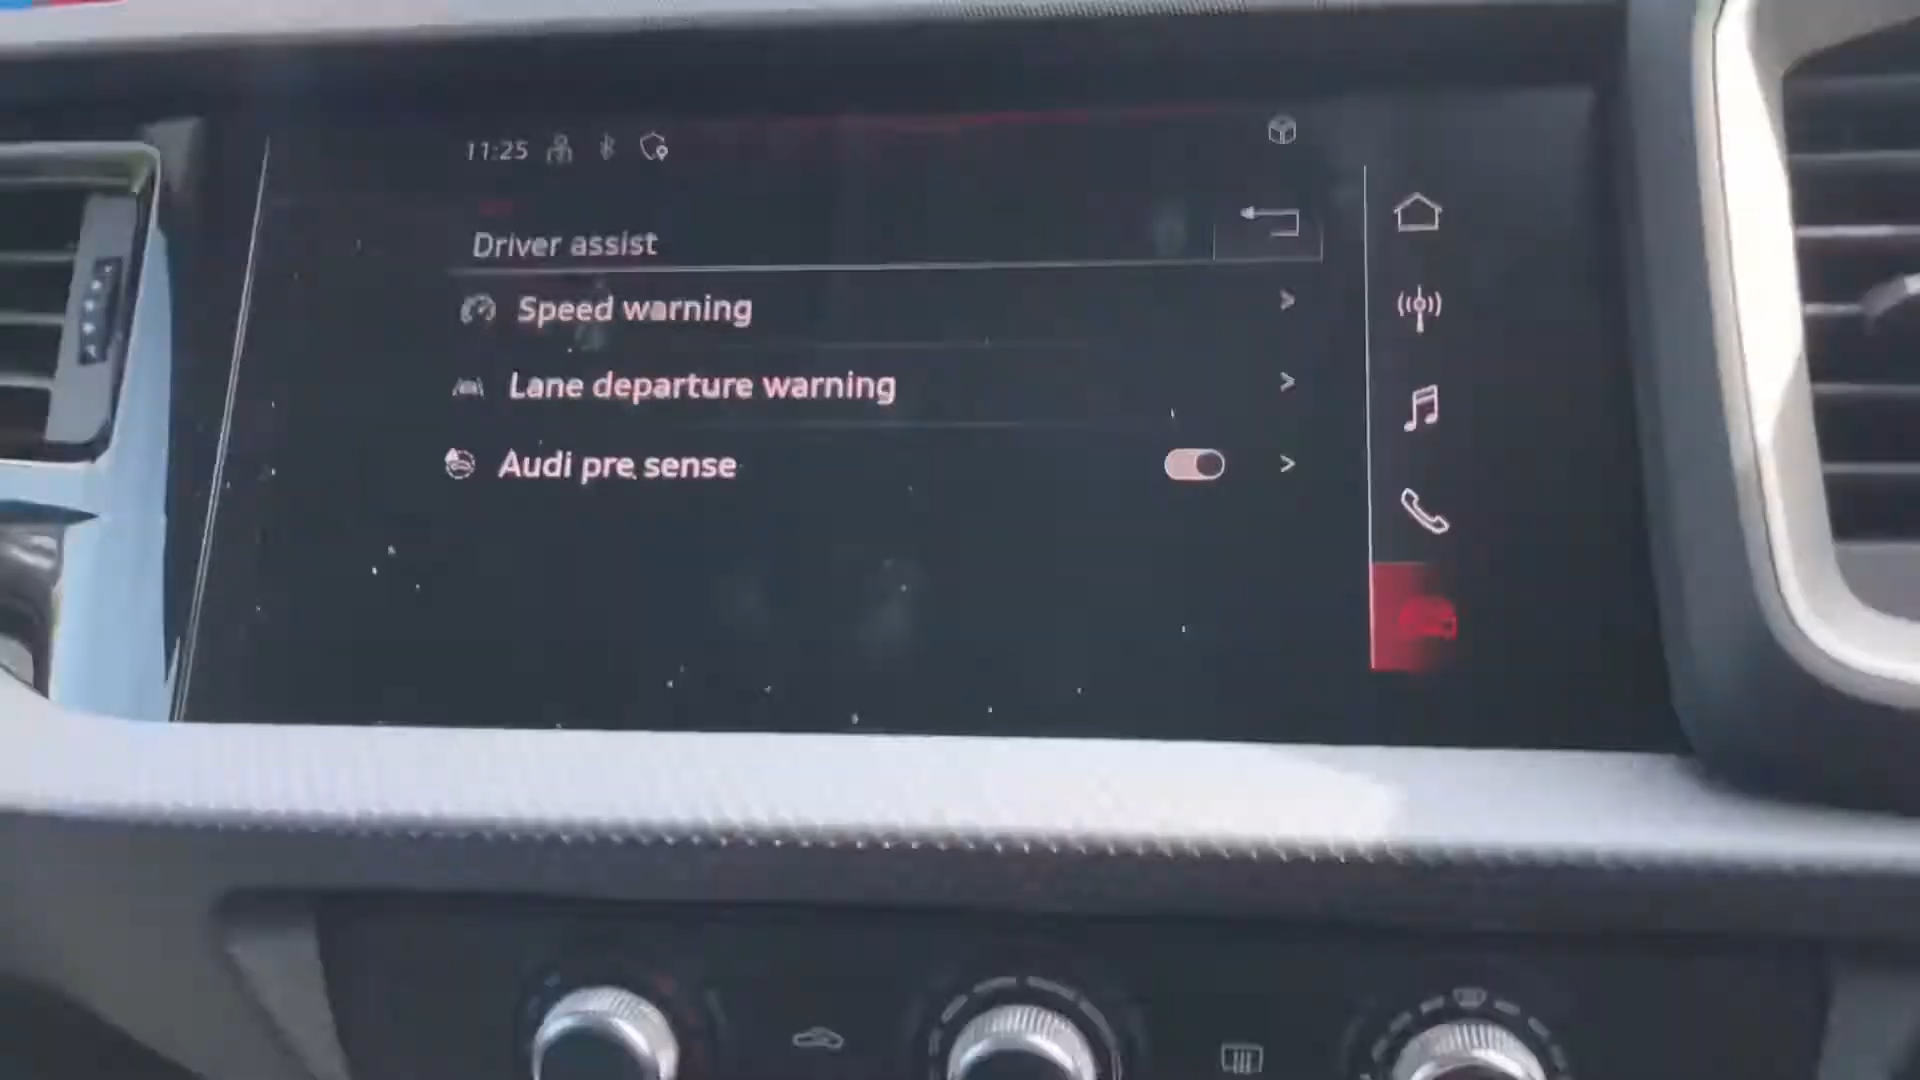 11:25
Driver assist
Speed warning
Lane departure warning
Audi pre sense